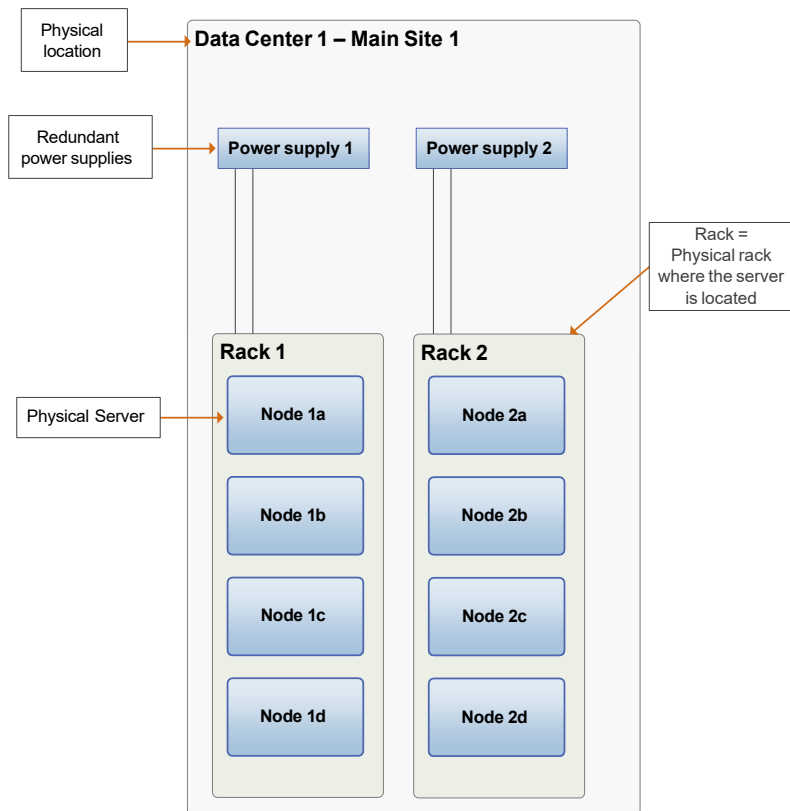 Physical
location
Data Center 1 – Main Site 1
Redundant
power supplies
Power supply 1
Power supply 2
Rack =
Physical rack
where the server
is located
Rack 1
Rack 2
Physical Server
Node 1a
Node 2a
Node 1b
Node 2b
Node 1c
Node 2c
Node 1d
Node 2d